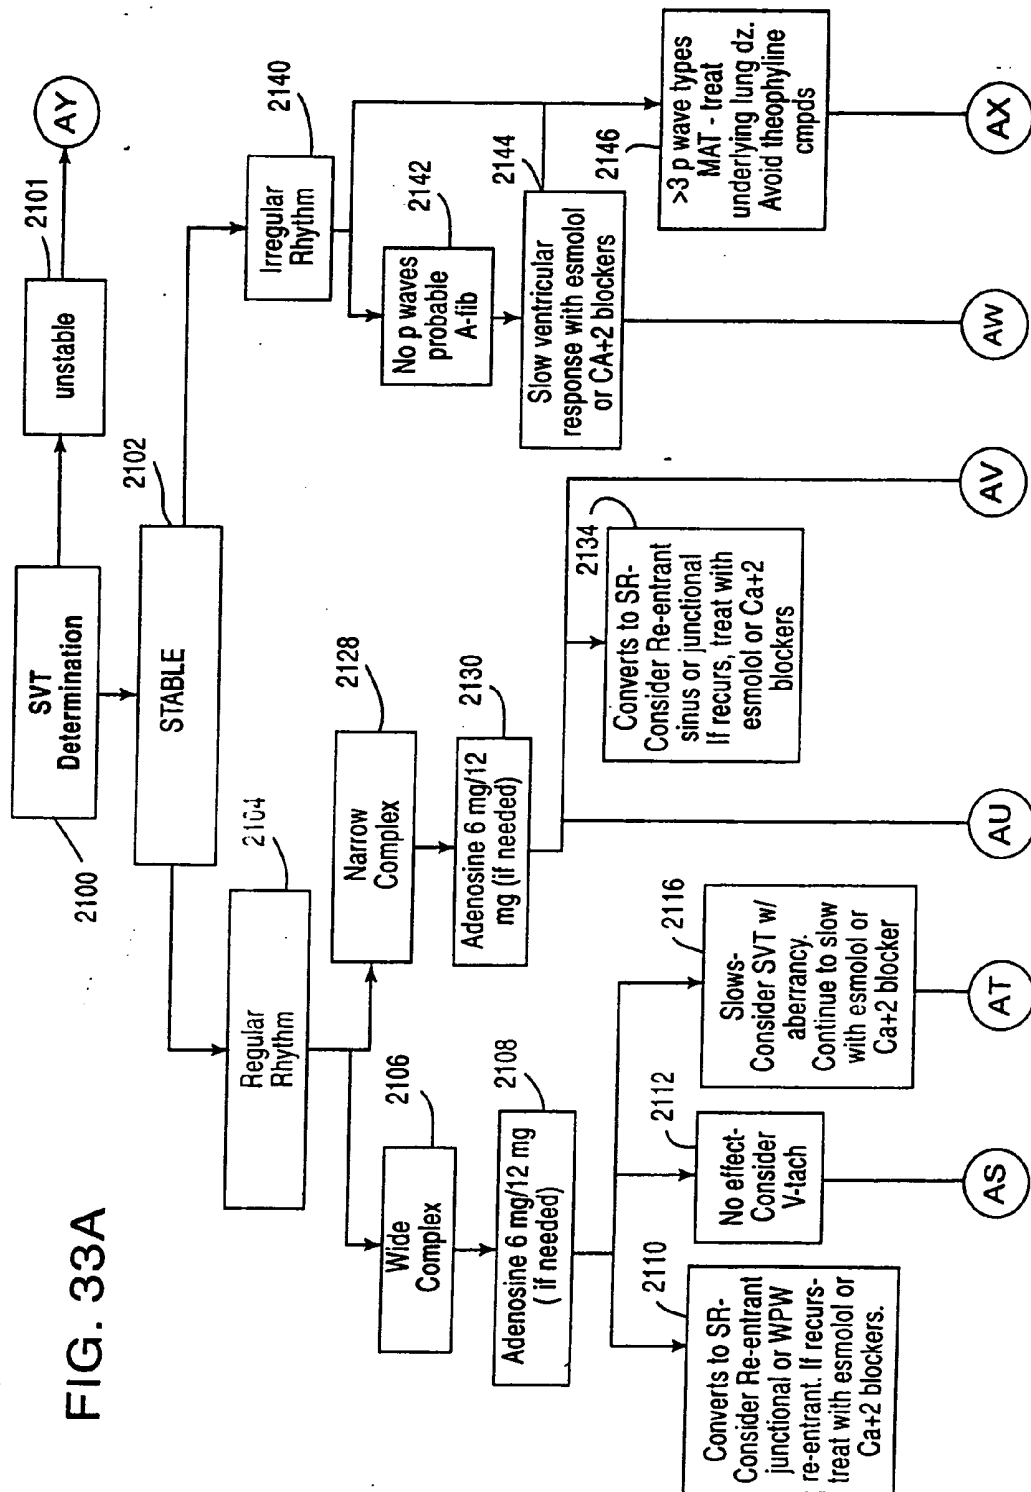 FIG. 33A
SVT
Determination
2100
unstable
2101
AY
STABLE
2102
Regular
Rhythm
2104
Irregular
Rhythm
2140
Wide
Complex
2106
Narrow
Complex
2128
No p waves
probable
A-fib
2142
Adenosine 6 mg/12 mg
( if needed)
2108
Adenosine 6 mg/12
mg (if needed)
2130
Slow ventricular
response with esmolol
or CA+2 blockers
2144
>3 p wave types
MAT - treat
underlying lung dz.
Avoid theophyline
cmpds
2146
Converts to SR-
Consider Re-entrant
junctional or WPW
re-entrant. If recurs-
treat with esmolol or
Ca+2 blockers.
2110
No effect-
Consider
V-tach
2112
Slows-
Consider SVT w/
aberrancy.
Continue to slow
with esmolol or
Ca+2 blocker
2116
Converts to SR-
Consider Re-entrant
sinus or junctional
If recurs, treat with
esmolol or Ca+2
blockers
2134
AS
AT
AU
AV
AW
AX